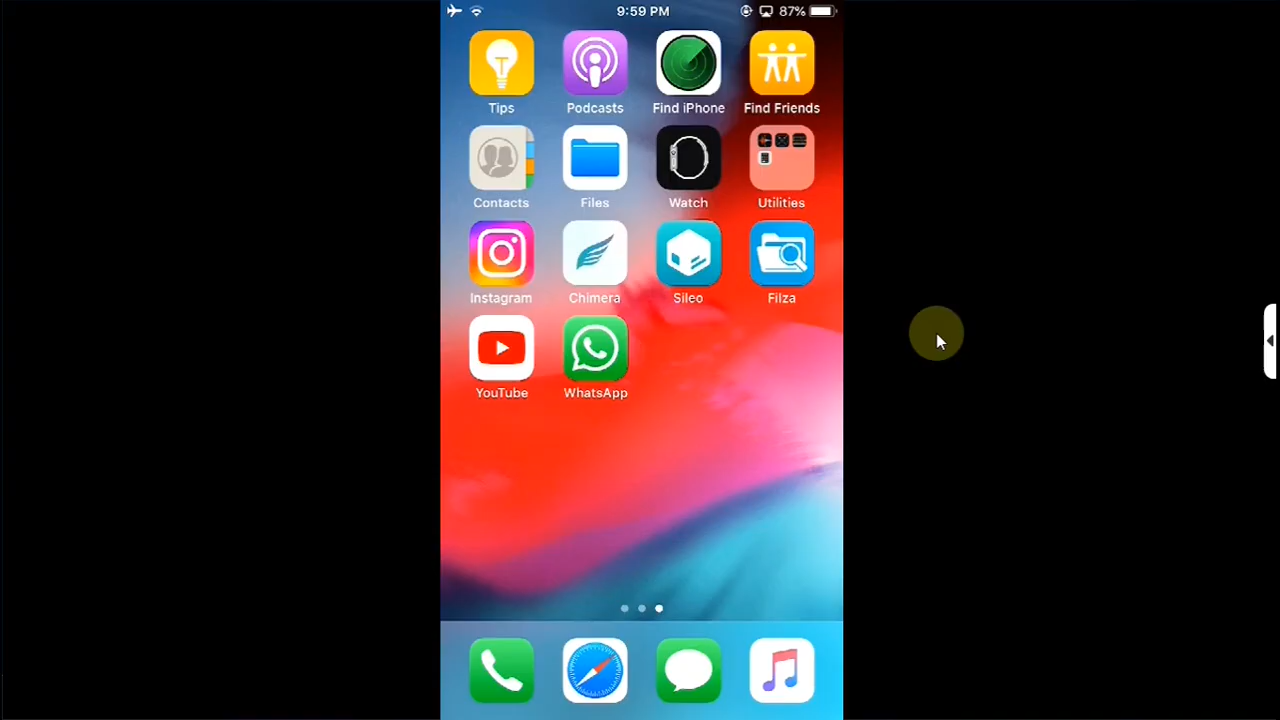 9:59 PM 87%
Tips Podcasts Find iPhone Find Friends
Contacts Files Watch Utilities
Instagram Chimera Sileo Filza
YouTube WhatsApp